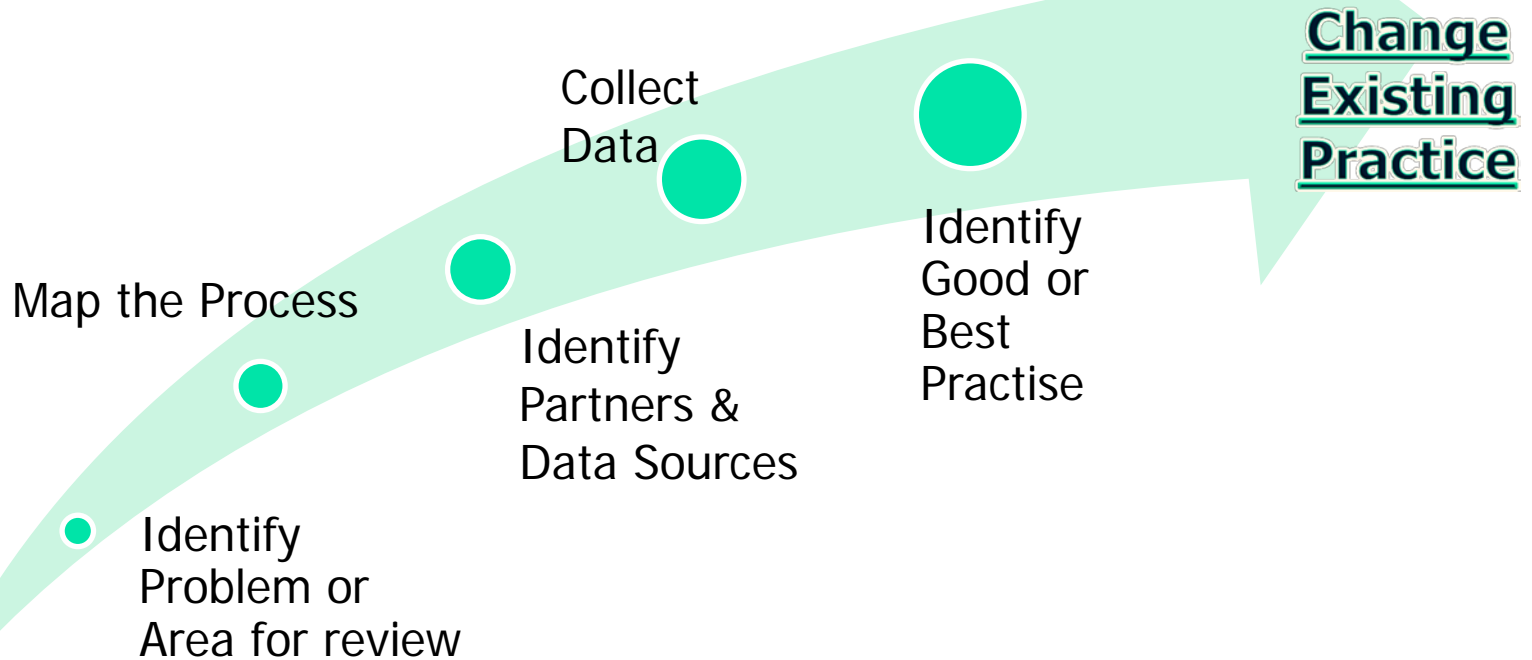 Identify
Problem or
Area for review
Map the Process
Identify
Partners &
Data Sources
Collect
Data
Identify
Good or
Best
Practise
Change
Existing
Practice